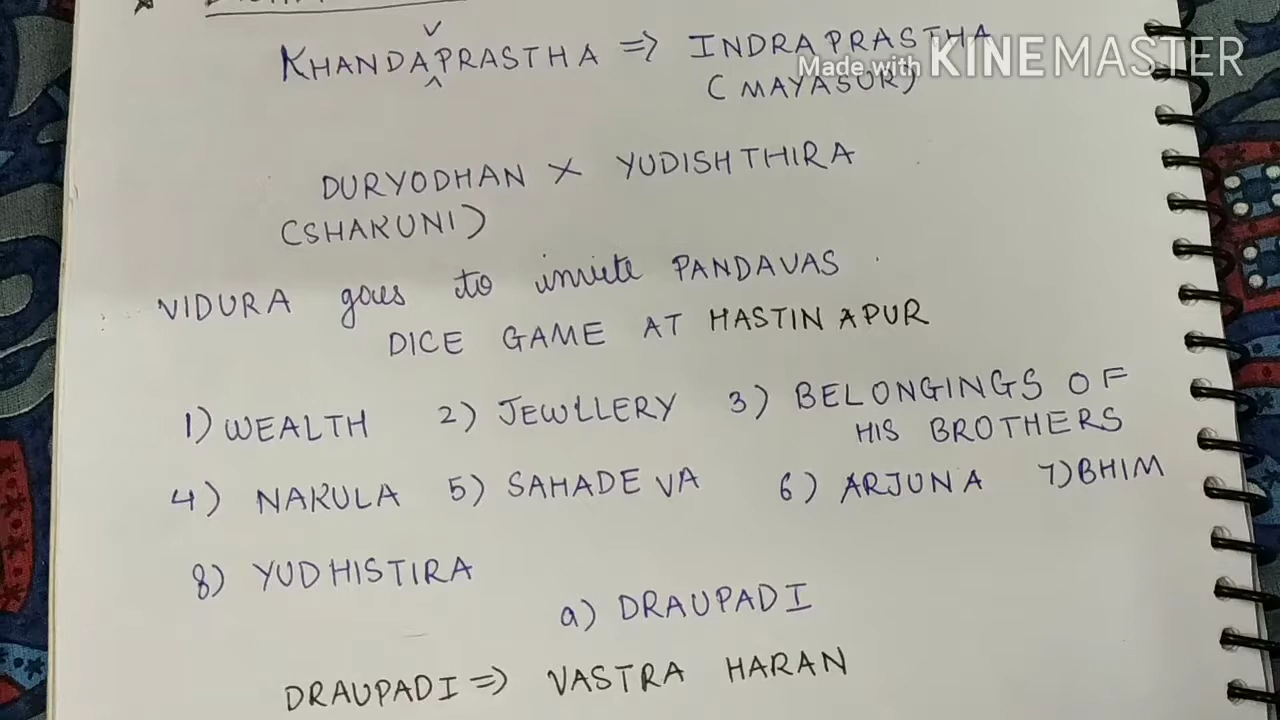 KHANDAPRASTHA => INDRAPRASTHA
V
(MAYASUR)
Made with KINEMASTER
DURYODHAN X YUDISHTHIRA
(SHAKUNI)
VIDURA goes to invite PANDAVAS
DICE GAME AT HASTINAPUR
1) WEALTH 2) JEWLLERY 3) BELONGINGS OF
HIS BROTHERS
4) NAKULA 5) SAHADEVA 6) ARJUNA 7) BHIM
8) YUDHISTIRA
a) DRAUPADI
DRAUPADI => VASTRA HARAN